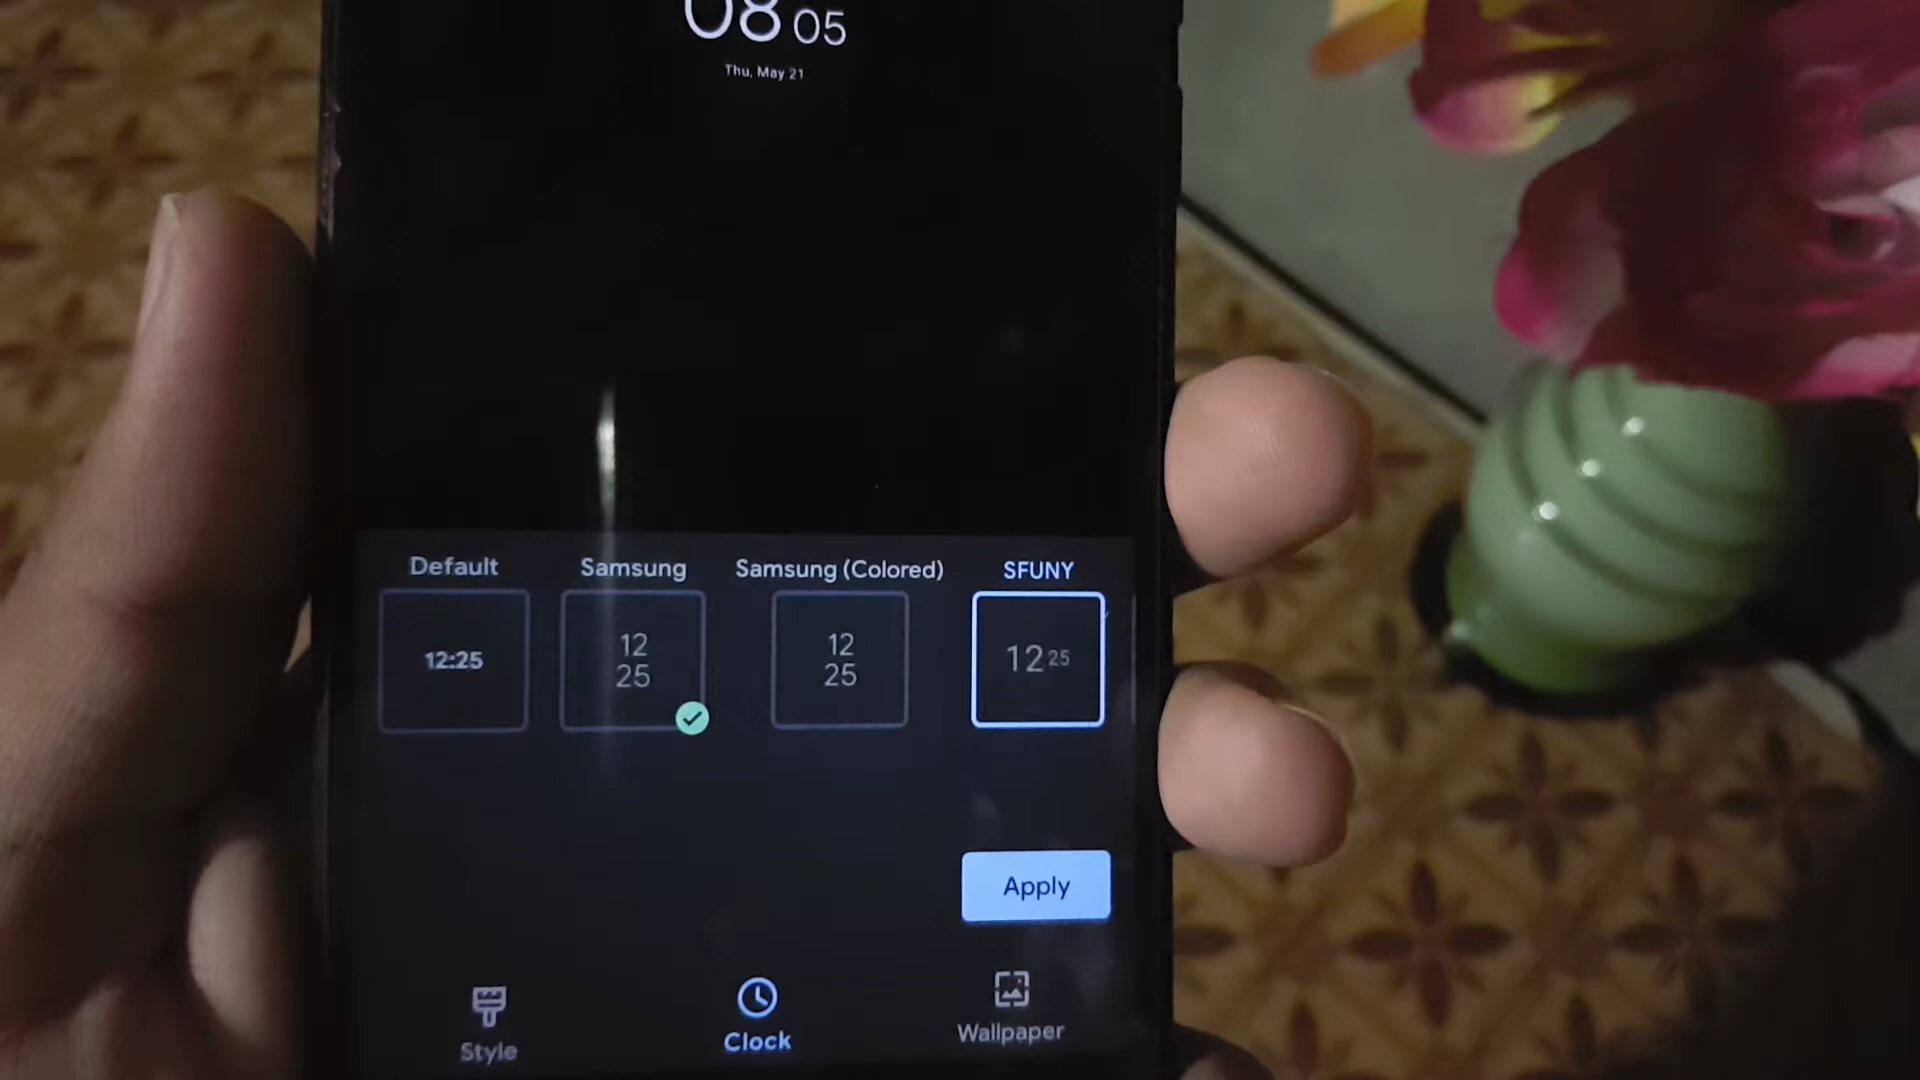 08 05
Thu, May 21
Default
Samsung
Samsung (Colored)
SFUNY
12:25
12
25
12
25
12 25
Apply
Style
Clock
Wallpaper